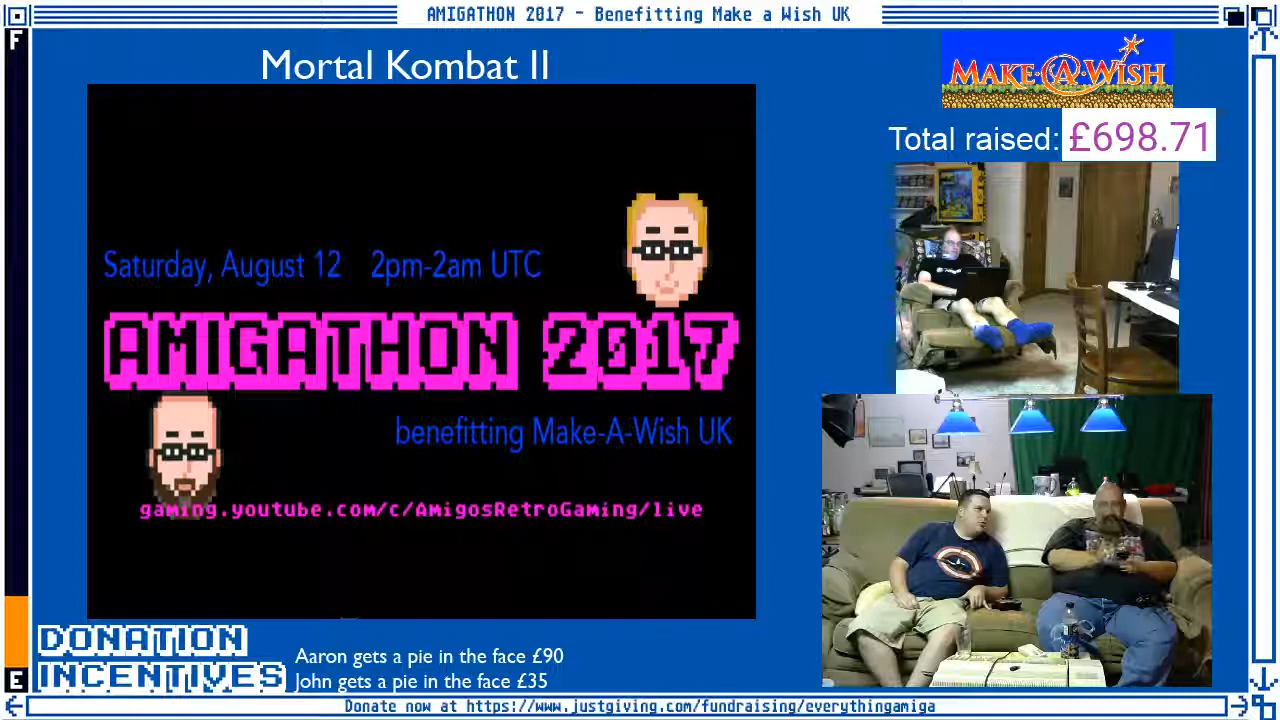 AMIGATHON 2017 - Benefitting Make a Wish UK
F
Mortal Kombat II
MAKE-A-WISH
Total raised: £698.71
Saturday, August 12 2pm-2am UTC
AMIGATHON 2017
benefitting Make-A-Wish UK
gaming.youtube.com/c/AmigosRetroGaming/live
DONATION
INCENTIVES
Aaron gets a pie in the face £90
John gets a pie in the face £35
E
Donate now at https://www.justgiving.com/fundraising/everythingamiga